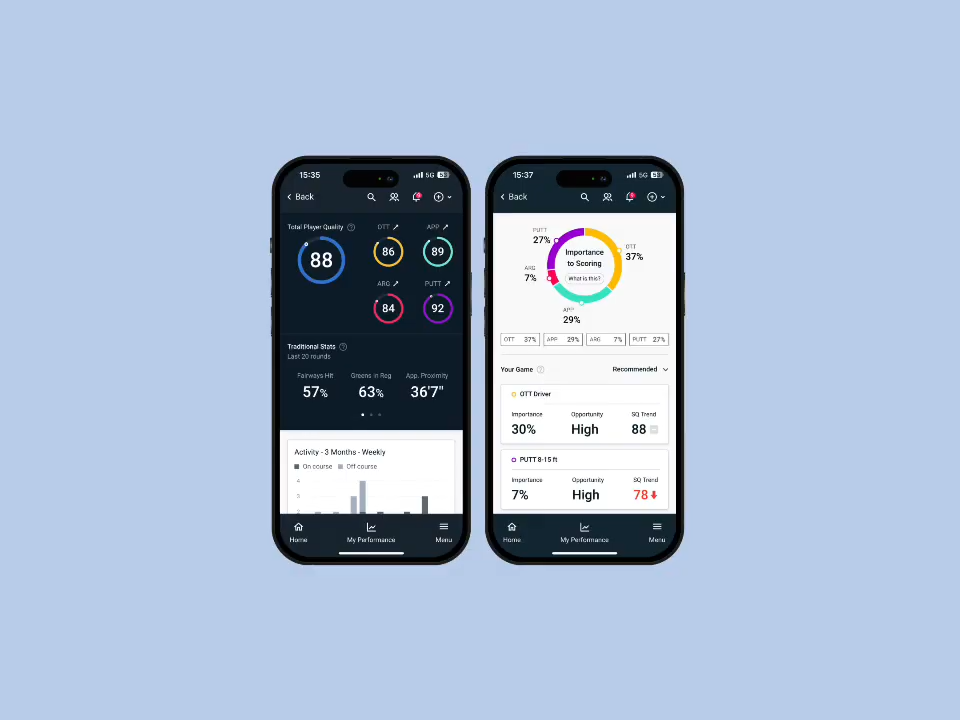 15:35
5G
Back
Total Player Quality
88
OTT
86
APP
89
ARG
84
PUTT
92
Traditional Stats
Last 20 rounds
Fairways Hit
Greens In Reg
App. Proximity
57%
63%
36'7"
Activity - 3 Months - Weekly
On course
Off course
4
3
Home
My Performance
Menu
15:37
5G
Back
PUTT
27%
OTT
37%
ARG
7%
APP
29%
Importance
to Scoring
What is this?
OTT 37%
APP 29%
ARG 7%
PUTT 27%
Your Game
Recommended
OTT Driver
Importance
Opportunity
SQ Trend
30%
High
88
PUTT 8-15 ft
Importance
Opportunity
SQ Trend
7%
High
78
Home
My Performance
Menu